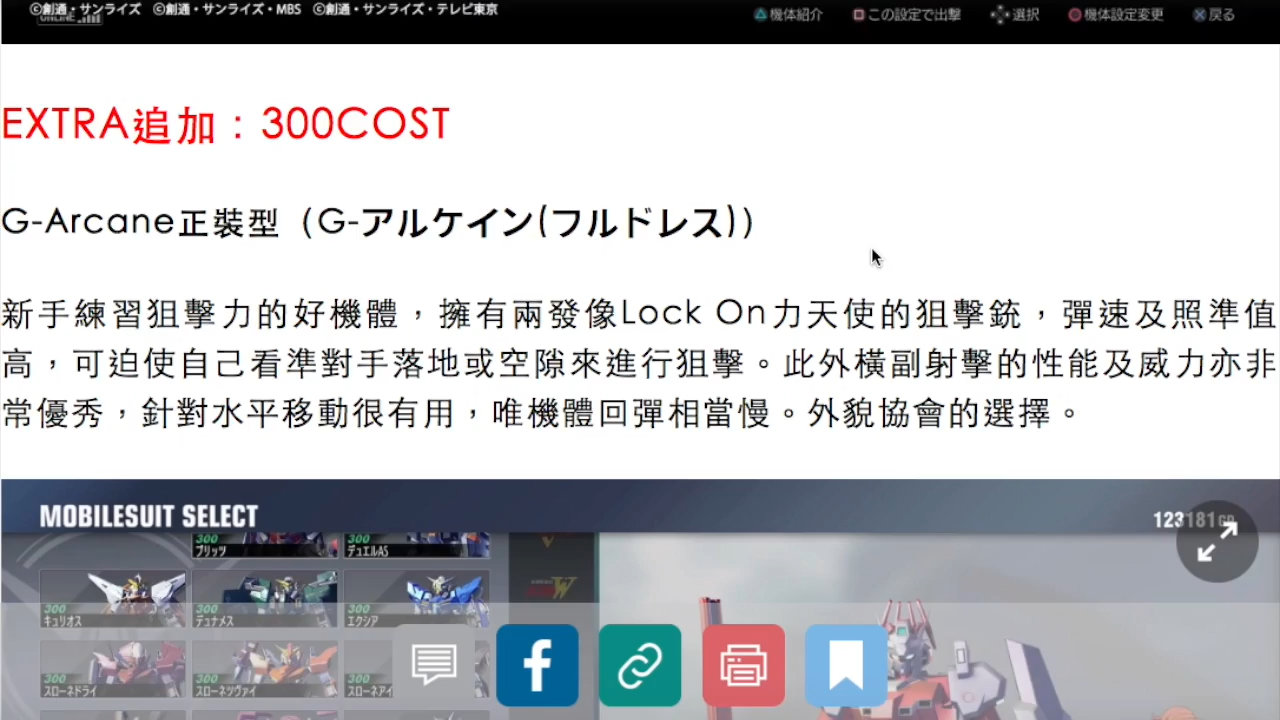 ©創通・サンライズ ©創通・サンライズ・MBS ©創通・サンライズ・テレビ東京
ONLINE
機体紹介 この設定で出撃 選択 機体設定変更 戻る
EXTRA追加：300COST
G-Arcane正裝型（G-アルケイン(フルドレス)）
新手練習狙擊力的好機體，擁有兩發像Lock On力天使的狙擊銃，彈速及照準值
高，可迫使自己看準對手落地或空隙來進行狙擊。此外橫副射擊的性能及威力亦非
常優秀，針對水平移動很有用，唯機體回彈相當慢。外貌協會的選擇。
MOBILESUIT SELECT
123181GP
300 ブリッツ
300 デュエルAS
300 キュリオス
300 デュナメス
300 エクシア
300 スローネドライ
300 スローネツヴァイ
300 スローネアイ